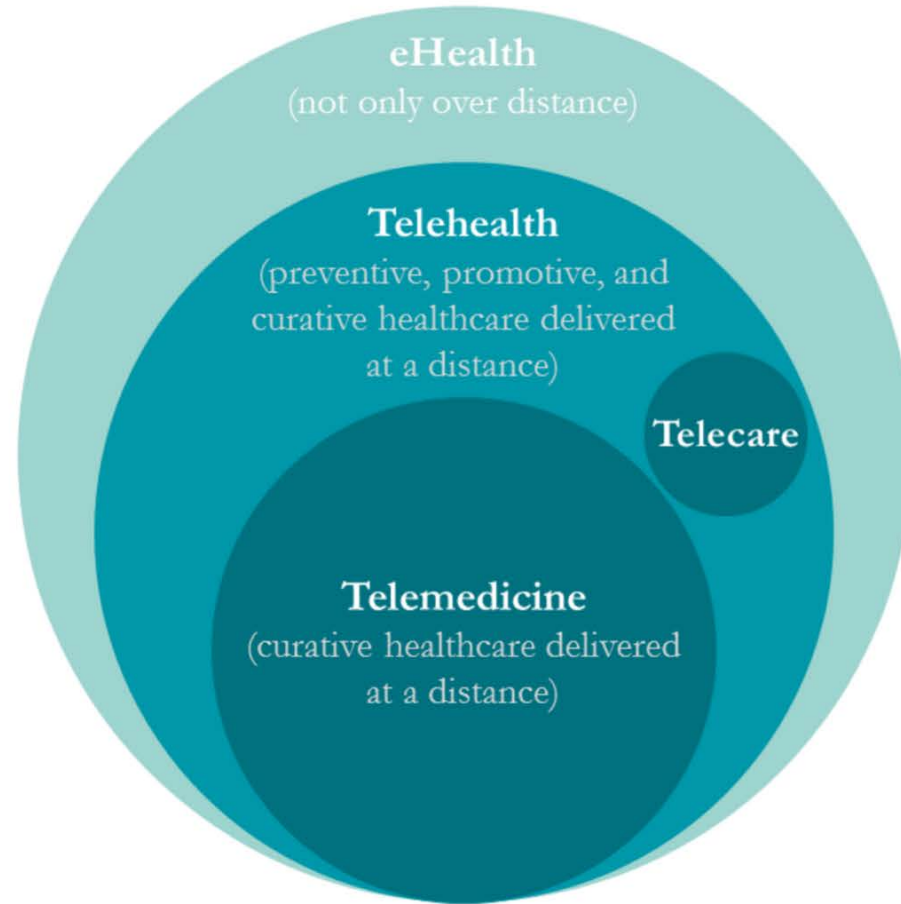 eHealth
(not only over distance)
Telehealth
(preventive, promotive, and
curative healthcare delivered
at a distance)
Telecare
Telemedicine
(curative healthcare delivered
at a distance)